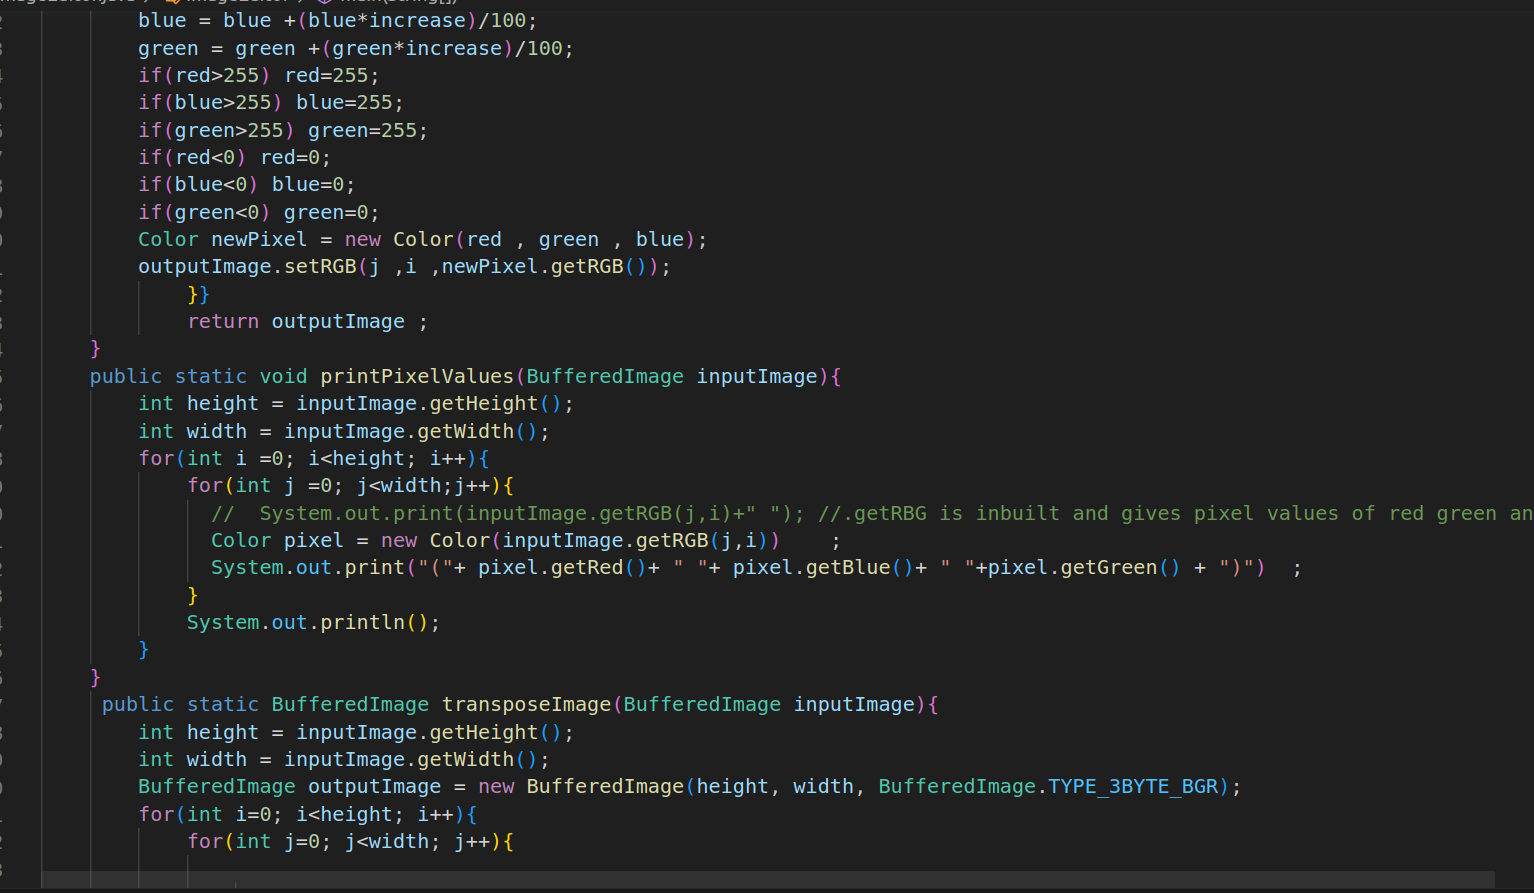 blue = blue +(blue*increase)/100;
green = green +(green*increase)/100;
if(red>255) red=255;
if(blue>255) blue=255;
if(green>255) green=255;
if(red<0) red=0;
if(blue<0) blue=0;
if(green<0) green=0;
Color newPixel = new Color(red , green , blue);
outputImage.setRGB(j ,i ,newPixel.getRGB());
}}
return outputImage ;
}
public static void printPixelValues(BufferedImage inputImage){
int height = inputImage.getHeight();
int width = inputImage.getWidth();
for(int i =0; i<height; i++){
for(int j =0; j<width;j++){
//  System.out.print(inputImage.getRGB(j,i)+" "); //.getRBG is inbuilt and gives pixel values of red green an
Color pixel = new Color(inputImage.getRGB(j,i))    ;
System.out.print("("+ pixel.getRed()+ " "+ pixel.getBlue()+ " "+pixel.getGreen() + ")")  ;
}
System.out.println();
}
}
public static BufferedImage transposeImage(BufferedImage inputImage){
int height = inputImage.getHeight();
int width = inputImage.getWidth();
BufferedImage outputImage = new BufferedImage(height, width, BufferedImage.TYPE_3BYTE_BGR);
for(int i=0; i<height; i++){
for(int j=0; j<width; j++){